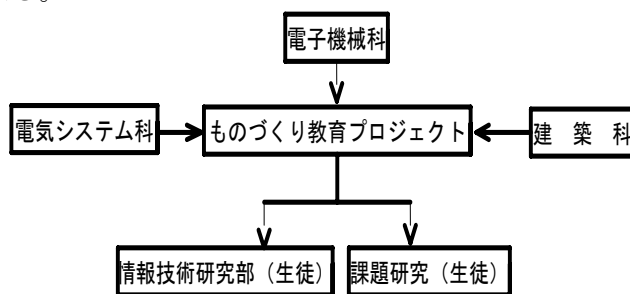 電子機械科
電気システム科
ものづくり教育プロジェクト
建　築　科
情報技術研究部（生徒）
課題研究（生徒）